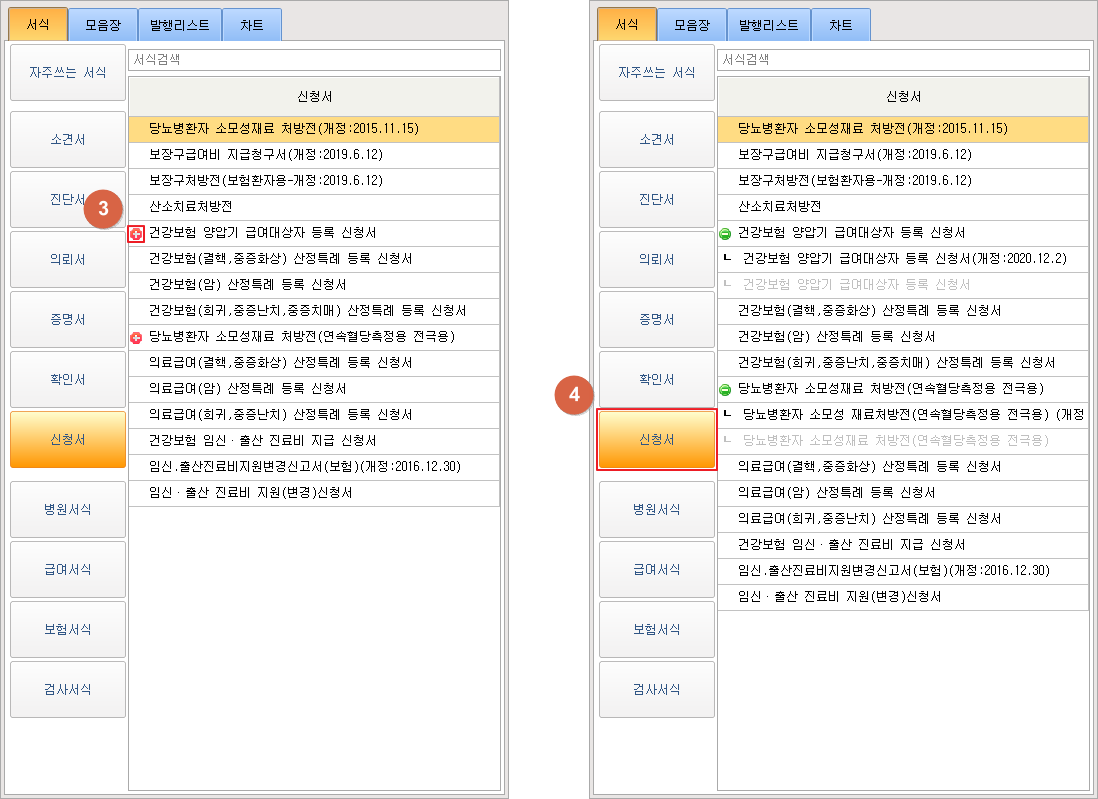 서식 모음장 발행리스트 차트
자주쓰는 서식
소견서
진단서
의뢰서
증명서
확인서
신청서
병원서식
급여서식
보험서식
검사서식
3
서식검색
신청서
당뇨병환자 소모성재료 처방전(개정:2015.11.15)
보장구급여비 지급청구서(개정:2019.6.12)
보장구처방전(보험환자용-개정:2019.6.12)
산소치료처방전
건강보험 양압기 급여대상자 등록 신청서
건강보험(결핵,중증화상) 산정특례 등록 신청서
건강보험(암) 산정특례 등록 신청서
건강보험(희귀,중증난치,중증치매) 산정특례 등록 신청서
당뇨병환자 소모성재료 처방전(연속혈당측정용 전극용)
의료급여(결핵,중증화상) 산정특례 등록 신청서
의료급여(암) 산정특례 등록 신청서
의료급여(희귀,중증난치) 산정특례 등록 신청서
건강보험 임신·출산 진료비 지급 신청서
임신.출산진료비지원변경신고서(보험)(개정:2016.12.30)
임신·출산 진료비 지원(변경)신청서
서식 모음장 발행리스트 차트
자주쓰는 서식
소견서
진단서
의뢰서
증명서
확인서
4
신청서
병원서식
급여서식
보험서식
검사서식
서식검색
신청서
당뇨병환자 소모성재료 처방전(개정:2015.11.15)
보장구급여비 지급청구서(개정:2019.6.12)
보장구처방전(보험환자용-개정:2019.6.12)
산소치료처방전
건강보험 양압기 급여대상자 등록 신청서
ㄴ 건강보험 양압기 급여대상자 등록 신청서(개정:2020.12.2)
ㄴ 건강보험 양압기 급여대상자 등록 신청서
건강보험(결핵,중증화상) 산정특례 등록 신청서
건강보험(암) 산정특례 등록 신청서
건강보험(희귀,중증난치,중증치매) 산정특례 등록 신청서
당뇨병환자 소모성재료 처방전(연속혈당측정용 전극용)
ㄴ 당뇨병환자 소모성 재료처방전(연속혈당측정용 전극용) (개정
ㄴ 당뇨병환자 소모성재료 처방전(연속혈당측정용 전극용)
의료급여(결핵,중증화상) 산정특례 등록 신청서
의료급여(암) 산정특례 등록 신청서
의료급여(희귀,중증난치) 산정특례 등록 신청서
건강보험 임신·출산 진료비 지급 신청서
임신.출산진료비지원변경신고서(보험)(개정:2016.12.30)
임신·출산 진료비 지원(변경)신청서